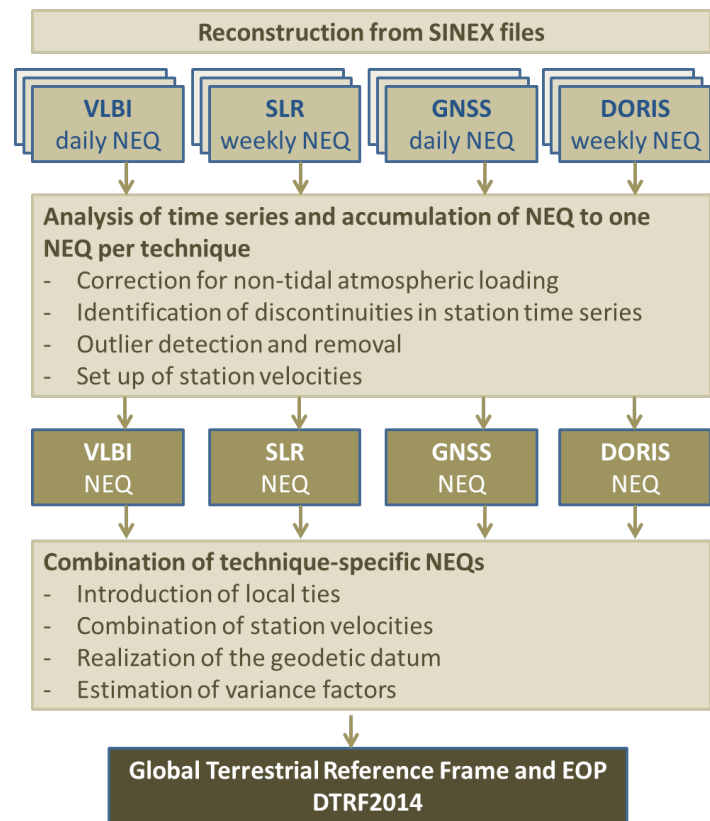 Reconstruction from SINEX files
VLBI
daily NEQ
SLR
weekly NEQ
GNSS
daily NEQ
DORIS
weekly NEQ
Analysis of time series and accumulation of NEQ to one
NEQ per technique
- Correction for non-tidal atmospheric loading
- Identification of discontinuities in station time series
- Outlier detection and removal
- Set up of station velocities
VLBI
NEQ
SLR
NEQ
GNSS
NEQ
DORIS
NEQ
Combination of technique-specific NEQs
- Introduction of local ties
- Combination of station velocities
- Realization of the geodetic datum
- Estimation of variance factors
Global Terrestrial Reference Frame and EOP
DTRF2014